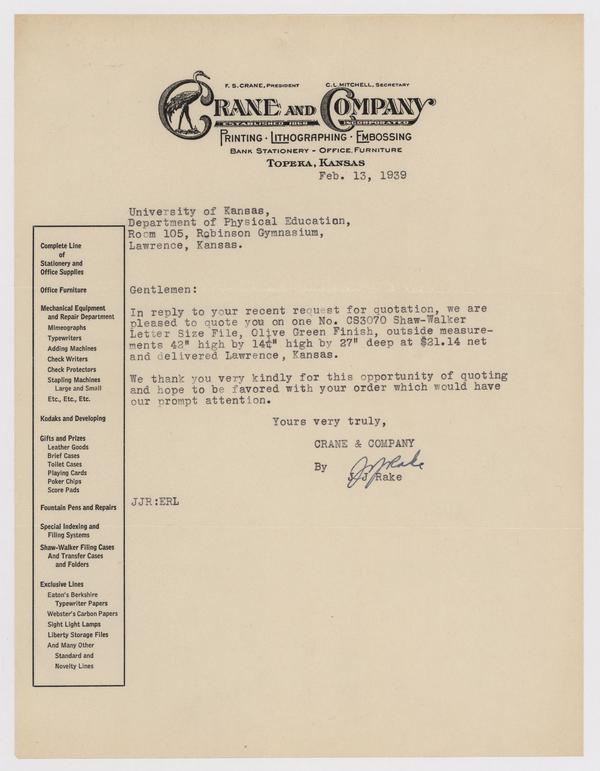 F. S. CRANE, PRESIDENT C. L. MITCHELL, SECRETARY
CRANE AND COMPANY
ESTABLISHED 1868 INCORPORATED
PRINTING · LITHOGRAPHING · EMBOSSING
BANK STATIONERY - OFFICE FURNITURE
TOPEKA, KANSAS
Feb. 13, 1939
University of Kansas,
Department of Physical Education,
Room 105, Robinson Gymnasium,
Lawrence, Kansas.
Gentlemen:
In reply to your recent request for quotation, we are
pleased to quote you on one No. CS3070 Shaw-Walker
Letter Size File, Olive Green Finish, outside measure-
ments 42" high by 14¼" high by 27" deep at $21.14 net
and delivered Lawrence, Kansas.
We thank you very kindly for this opportunity of quoting
and hope to be favored with your order which would have
our prompt attention.
Yours very truly,
CRANE & COMPANY
By JJRake
J J Rake
JJR:ERL
Complete Line
of
Stationery and
Office Supplies
Office Furniture
Mechanical Equipment
and Repair Department
Mimeographs
Typewriters
Adding Machines
Check Writers
Check Protectors
Stapling Machines
Large and Small
Etc., Etc., Etc.
Kodaks and Developing
Gifts and Prizes
Leather Goods
Brief Cases
Toilet Cases
Playing Cards
Poker Chips
Score Pads
Fountain Pens and Repairs
Special Indexing and
Filing Systems
Shaw-Walker Filing Cases
And Transfer Cases
and Folders
Exclusive Lines
Eaton's Berkshire
Typewriter Papers
Webster's Carbon Papers
Sight Light Lamps
Liberty Storage Files
And Many Other
Standard and
Novelty Lines